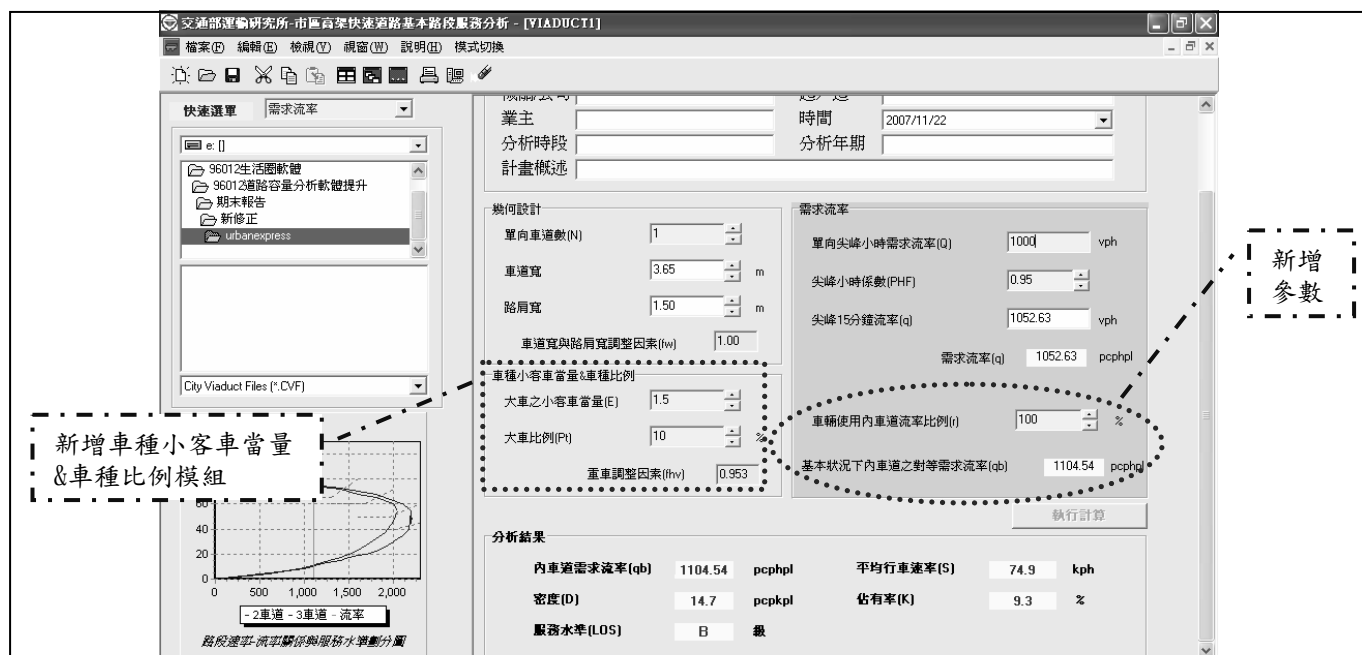 交通部運輸研究所-市區高架快速道路基本路段服務分析 - [VIADUCT1]
檔案(F) 編輯(E) 檢視(V) 視窗(W) 說明(H) 模式切換
快速選單 需求流率
e: []
96012生活圈軟體
96012道路容量分析軟體提升
期末報告
新修正
urbanexpress
City Viaduct Files (*.CVF)
業主
時間 2007/11/22
分析時段
分析年期
計畫概述
幾何設計
單向車道數(N) 1
車道寬 3.65 m
路肩寬 1.50 m
車道寬與路肩寬調整因素(fw) 1.00
車種小客車當量&車種比例
大車之小客車當量(E) 1.5
大車比例(Pt) 10 %
重車調整因素(fhv) 0.953
需求流率
單向尖峰小時需求流率(Q) 1000 vph
尖峰小時係數(PHF) 0.95
尖峰15分鐘流率(q) 1052.63 vph
需求流率(q) 1052.63 pcphpl
車輛使用內車道流率比例(r) 100 %
基本狀況下內車道之對等需求流率(qb) 1104.54 pcphpl
執行計算
新增
參數
新增車種小客車當量
&車種比例模組
60
40
20
0
0 500 1,000 1,500 2,000
- 2車道 - 3車道 - 流率
路段速率-流率關係與服務水準劃分圖
分析結果
內車道需求流率(qb) 1104.54 pcphpl 平均行車速率(S) 74.9 kph
密度(D) 14.7 pcpkpl 佔有率(K) 9.3 %
服務水準(LOS) B 級